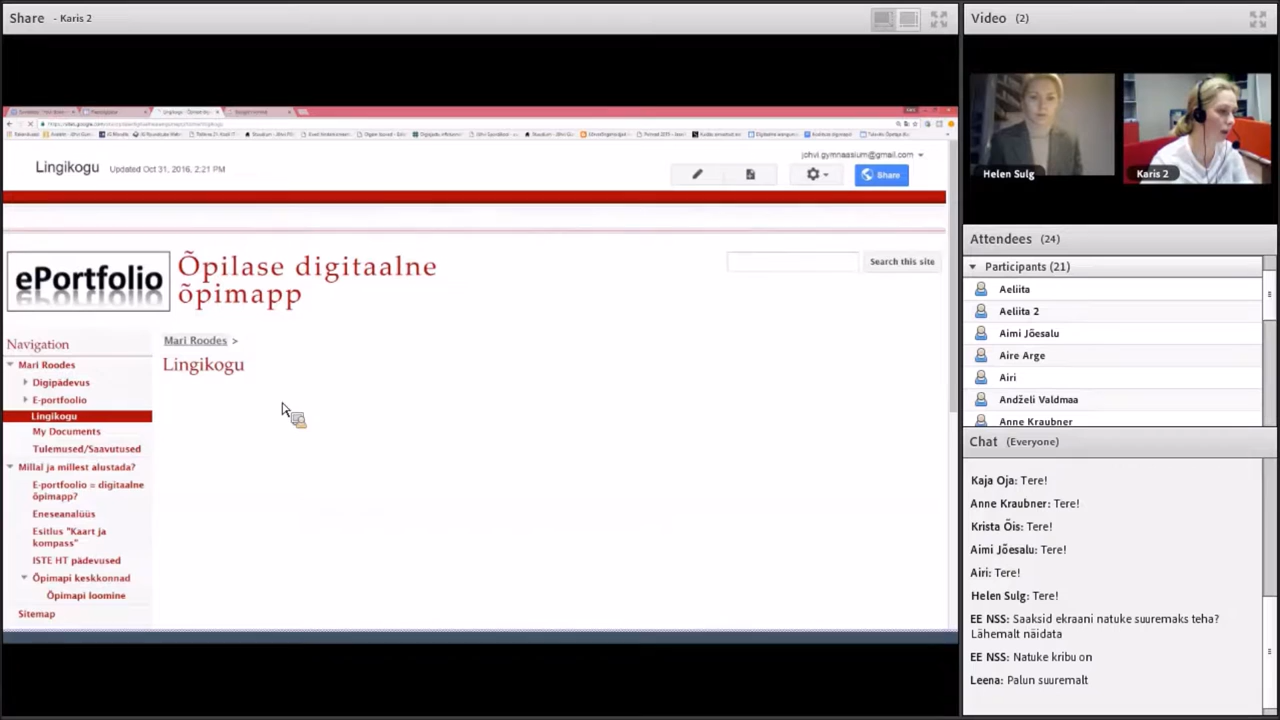 Share - Karis 2
Lingikogu Updated Oct 31, 2016, 2:21 PM
johvi.gymnaasium@gmail.com
Share
ePortfolio
Õpilase digitaalne
õpimapp
Search this site
Navigation
Mari Roodes
Digipädevus
E-portfoolio
Lingikogu
My Documents
Tulemused/Saavutused
Millal ja millest alustada?
E-portfoolio = digitaalne
õpimapp?
Eneseanalüüs
Esitlus "Kaart ja
kompass"
ISTE HT pädevused
Õpimapi keskkonnad
Õpimapi loomine
Sitemap
Mari Roodes >
Lingikogu
Video (2)
Helen Sulg
Karis 2
Attendees (24)
Participants (21)
Aeliita
Aeliita 2
Aimi Jõesalu
Aire Arge
Airi
Andželi Valdmaa
Anne Kraubner
Chat (Everyone)
Kaja Oja: Tere!
Anne Kraubner: Tere!
Krista Õis: Tere!
Aimi Jõesalu: Tere!
Airi: Tere!
Helen Sulg: Tere!
EE NSS: Saaksid ekraani natuke suuremaks teha?
Lähemalt näidata
EE NSS: Natuke kribu on
Leena: Palun suuremalt